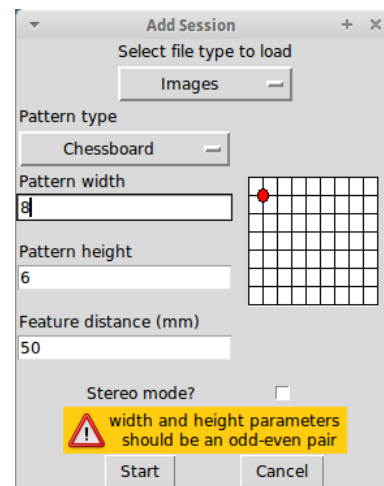 Add Session
Select file type to load
Images
Pattern type
Chessboard
Pattern width
8
Pattern height
6
Feature distance (mm)
50
Stereo mode?
width and height parameters
should be an odd-even pair
Start Cancel